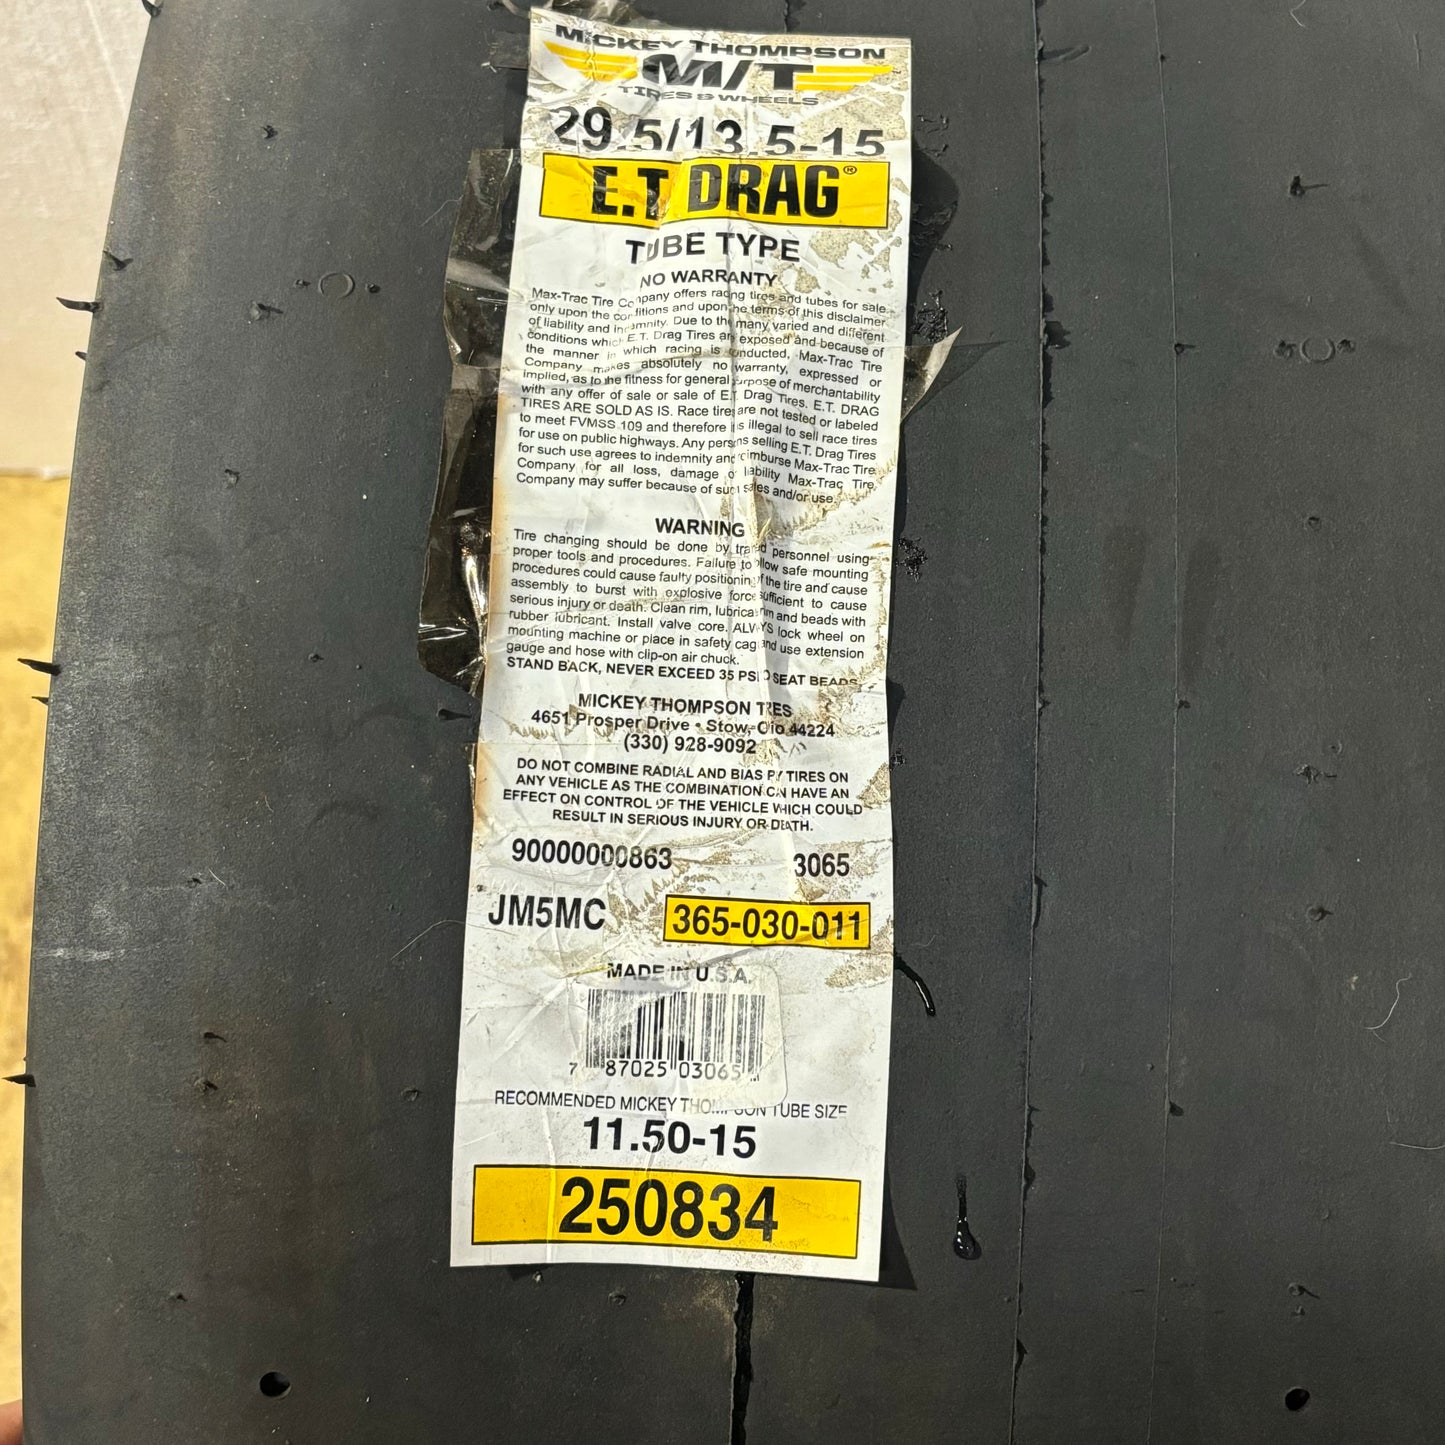 MICKEY THOMPSON
M/T
TIRES & WHEELS
29.5/13.5-15
E.T. DRAG®
TUBE TYPE
NO WARRANTY
Max-Trac Tire Company offers racing tires and tubes for sale
only upon the conditions and upon the terms of this disclaimer
of liability and indemnity. Due to the many varied and different
conditions which E.T. Drag Tires are exposed and because of
the manner in which racing is conducted, Max-Trac Tire
Company makes absolutely no warranty, expressed or
implied, as to the fitness for general purpose of merchantability
with any offer of sale or sale of E.T. Drag Tires. E.T. DRAG
TIRES ARE SOLD AS IS. Race tires are not tested or labeled
to meet FVMSS 109 and therefore is illegal to sell race tires
for use on public highways. Any persons selling E.T. Drag Tires
for such use agrees to indemnity and reimburse Max-Trac Tire
Company for all loss, damage or liability Max-Trac Tire
Company may suffer because of such sales and/or use.
WARNING
Tire changing should be done by trained personnel using
proper tools and procedures. Failure to follow safe mounting
procedures could cause faulty positioning of the tire and cause
assembly to burst with explosive force sufficient to cause
serious injury or death. Clean rim, lubricate rim and beads with
rubber lubricant. Install valve core. ALWAYS lock wheel on
mounting machine or place in safety cage and use extension
gauge and hose with clip-on air chuck.
STAND BACK, NEVER EXCEED 35 PSI TO SEAT BEADS
MICKEY THOMPSON TIRES
4651 Prosper Drive • Stow, Ohio 44224
(330) 928-9092
DO NOT COMBINE RADIAL AND BIAS PLY TIRES ON
ANY VEHICLE AS THE COMBINATION CAN HAVE AN
EFFECT ON CONTROL OF THE VEHICLE WHICH COULD
RESULT IN SERIOUS INJURY OR DEATH.
90000000863 3065
JM5MC 365-030-011
MADE IN U.S.A.
7 87025 03065
RECOMMENDED MICKEY THOMPSON TUBE SIZE
11.50-15
250834